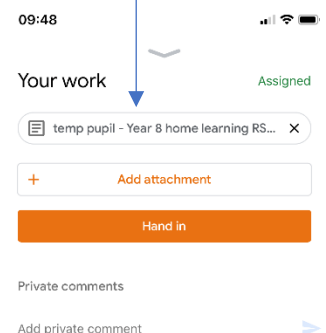 09:48
Your work
Assigned
temp pupil - Year 8 home learning RS...
Add attachment
Hand in
Private comments
Add private comment